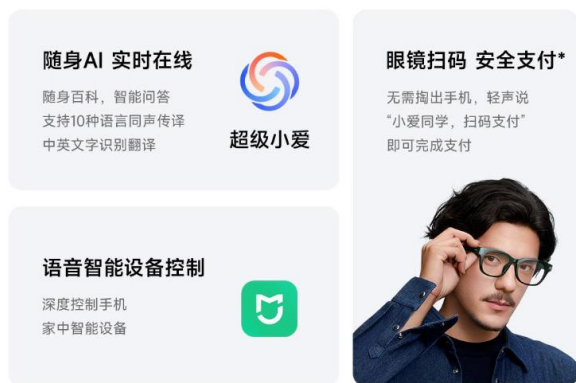 随身AI 实时在线
随身百科，智能问答
支持10种语言同声传译
中英文字识别翻译
超级小爱
语音智能设备控制
深度控制手机
家中智能设备
眼镜扫码 安全支付*
无需掏出手机，轻声说
“小爱同学，扫码支付”
即可完成支付